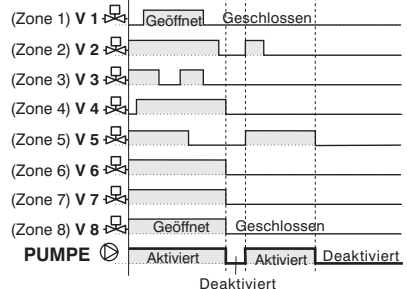 (Zone 1) V 1 Geöffnet Geschlossen
(Zone 2) V 2
(Zone 3) V 3
(Zone 4) V 4
(Zone 5) V 5
(Zone 6) V 6
(Zone 7) V 7
(Zone 8) V 8 Geöffnet Geschlossen
PUMPE Aktiviert Aktiviert Deaktiviert
Deaktiviert